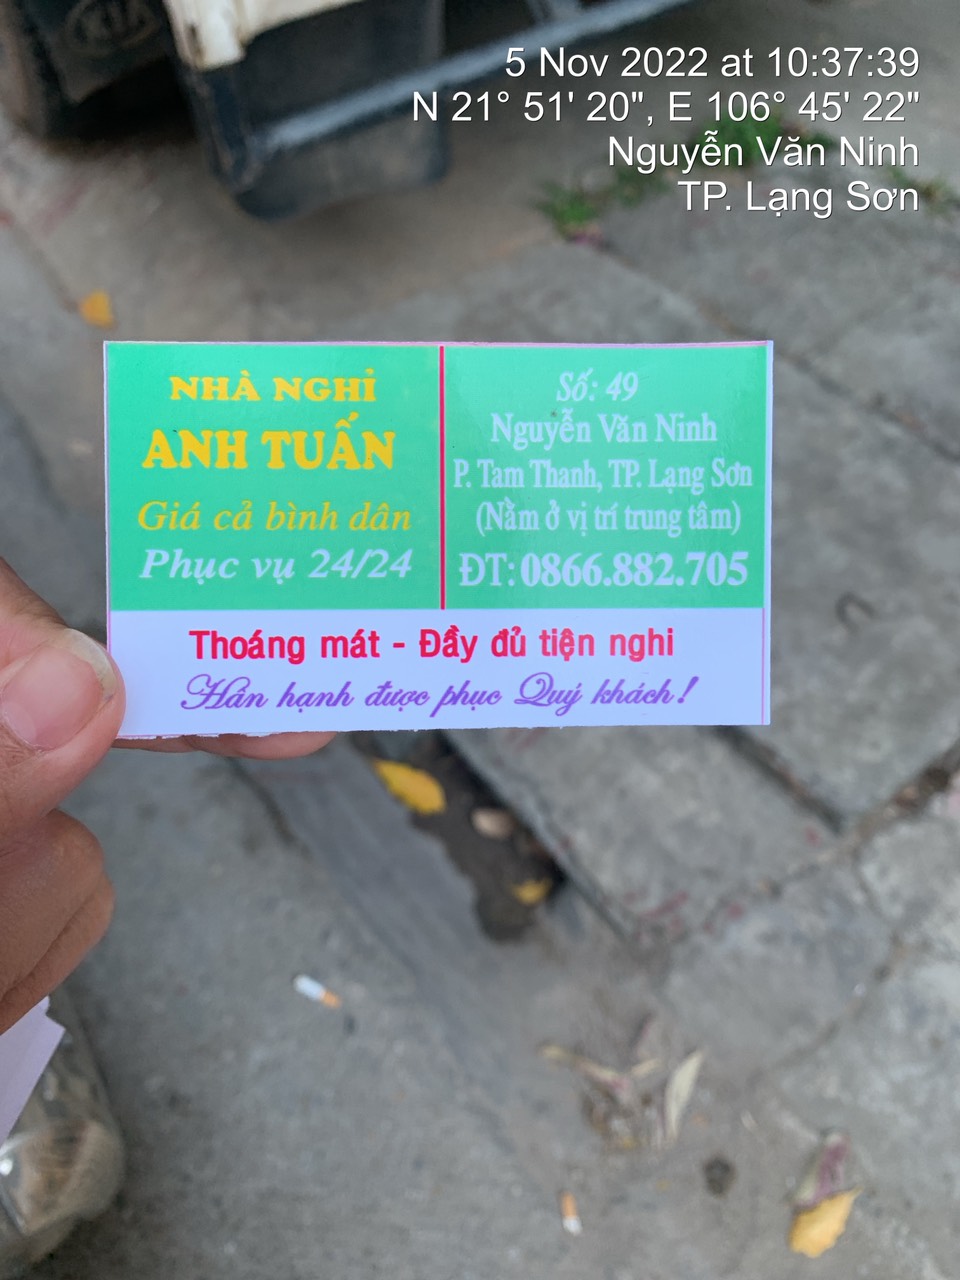 KIA
5 Nov 2022 at 10:37:39
N 21° 51' 20", E 106° 45' 22"
Nguyễn Văn Ninh
TP. Lạng Sơn
NHÀ NGHỈ
ANH TUẤN
Giá cả bình dân
Phục vụ 24/24
Số: 49
Nguyễn Văn Ninh
P. Tam Thanh, TP. Lạng Sơn
(Nằm ở vị trí trung tâm)
ĐT: 0866.882.705
Thoáng mát - Đầy đủ tiện nghi
Hân hạnh được phục Quý khách!